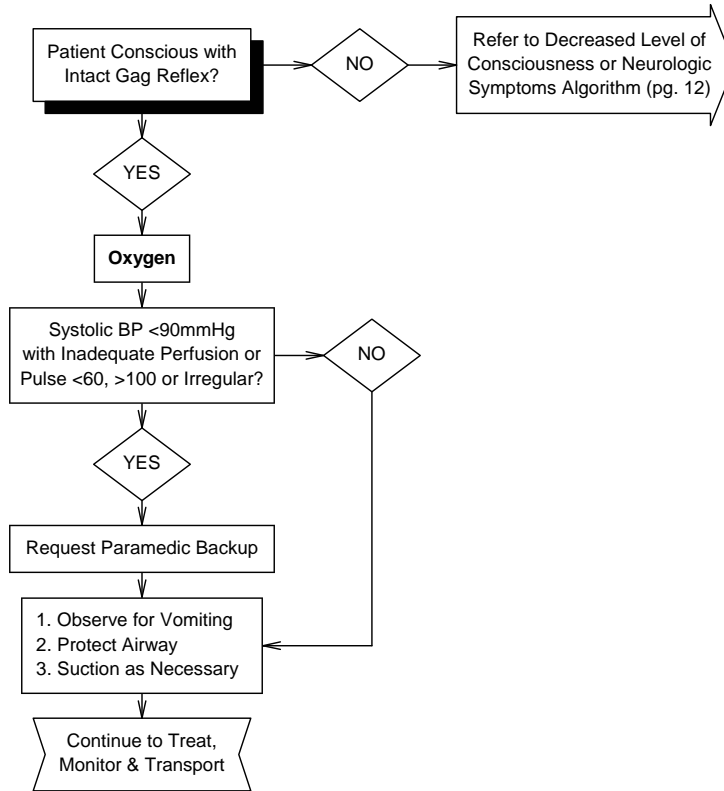 Patient Conscious with
Intact Gag Reflex?
NO
Refer to Decreased Level of
Consciousness or Neurologic
Symptoms Algorithm (pg. 12)
YES
Oxygen
Systolic BP <90mmHg
with Inadequate Perfusion or
Pulse <60, >100 or Irregular?
NO
YES
Request Paramedic Backup
1. Observe for Vomiting
2. Protect Airway
3. Suction as Necessary
Continue to Treat,
Monitor & Transport